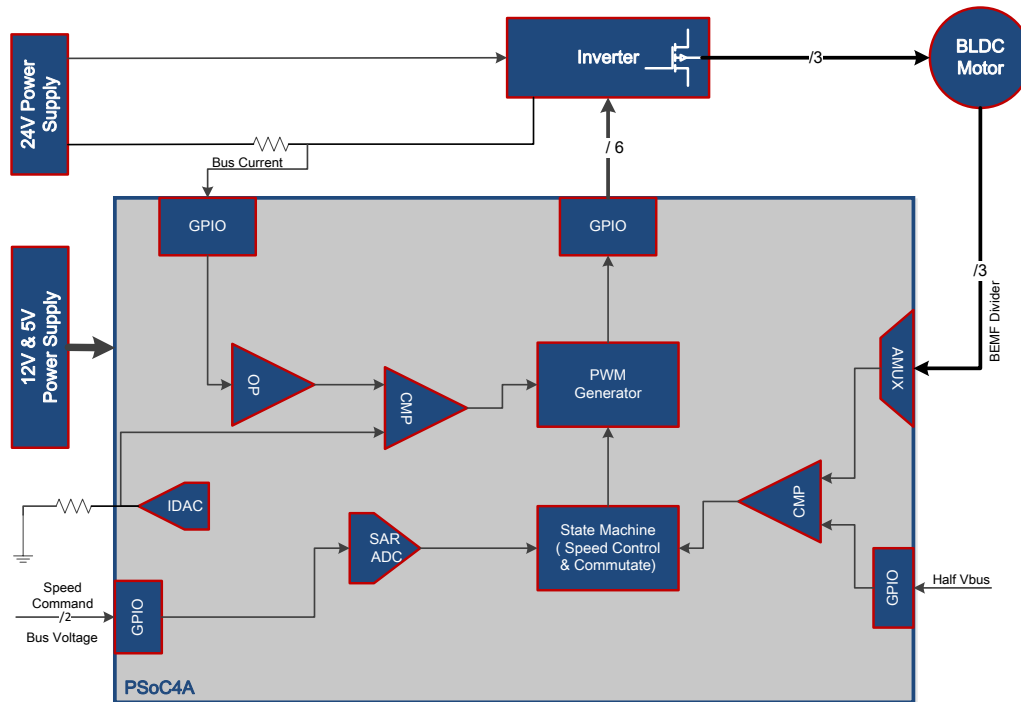 24V Power
Supply
Inverter
/3
BLDC
Motor
Bus Current
/ 6
GPIO
GPIO
/3
BEMF Divider
12V & 5V
Power Supply
OP
CMP
PWM
Generator
AMUX
IDAC
SAR
ADC
State Machine
( Speed Control
& Commutate)
CMP
Speed
Command
/2
Bus Voltage
GPIO
GPIO
Half Vbus
PSoC4A